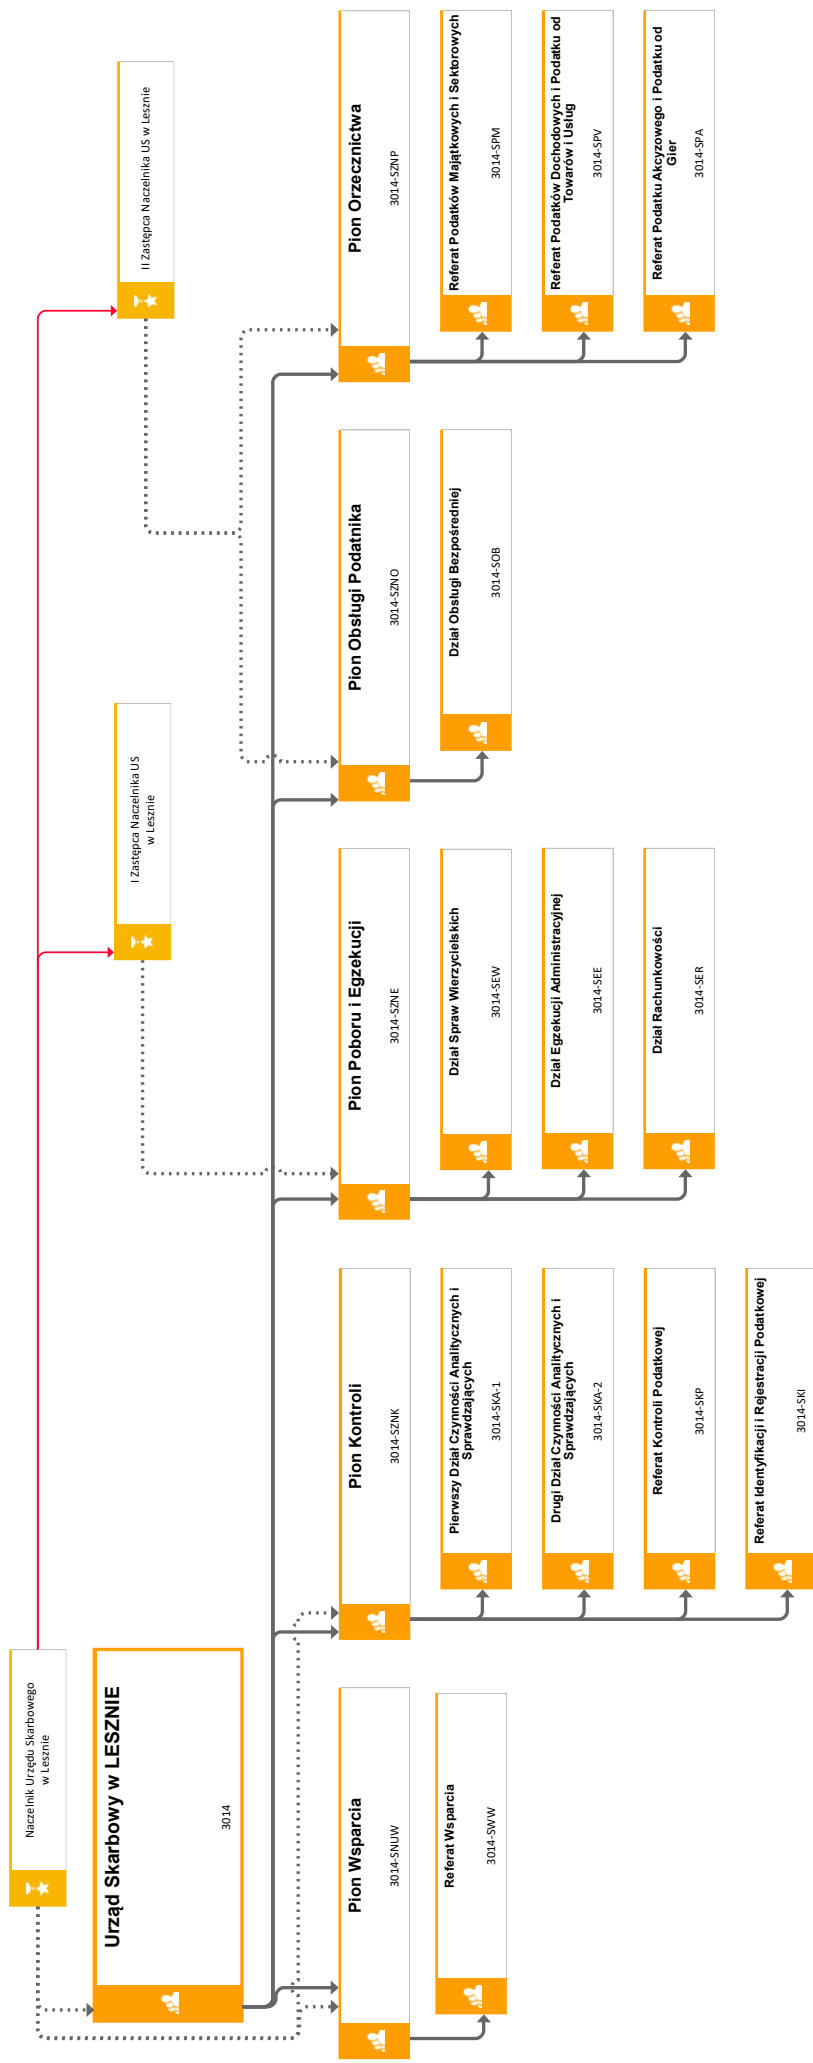 Naczelnik Urzędu Skarbowego
w Lesznie
I Zastępca Naczelnika US
w Lesznie
II Zastępca Naczelnika US w Lesznie
Urząd Skarbowy w LESZNIE
3014
Pion Wsparcia
3014-SNUW
Referat Wsparcia
3014-SWW
Pion Kontroli
3014-SZNK
Pierwszy Dział Czynności Analitycznych i
Sprawdzających
3014-SKA-1
Drugi Dział Czynności Analitycznych i
Sprawdzających
3014-SKA-2
Referat Kontroli Podatkowej
3014-SKP
Referat Identyfikacji i Rejestracji Podatkowej
3014-SKI
Pion Poboru i Egzekucji
3014-SZNE
Dział Spraw Wierzycielskich
3014-SEW
Dział Egzekucji Administracyjnej
3014-SEE
Dział Rachunkowości
3014-SER
Pion Obsługi Podatnika
3014-SZNO
Dział Obsługi Bezpośredniej
3014-SOB
Pion Orzecznictwa
3014-SZNP
Referat Podatków Majątkowych i Sektorowych
3014-SPM
Referat Podatków Dochodowych i Podatku od
Towarów i Usług
3014-SPV
Referat Podatku Akcyzowego i Podatku od
Gier
3014-SPA